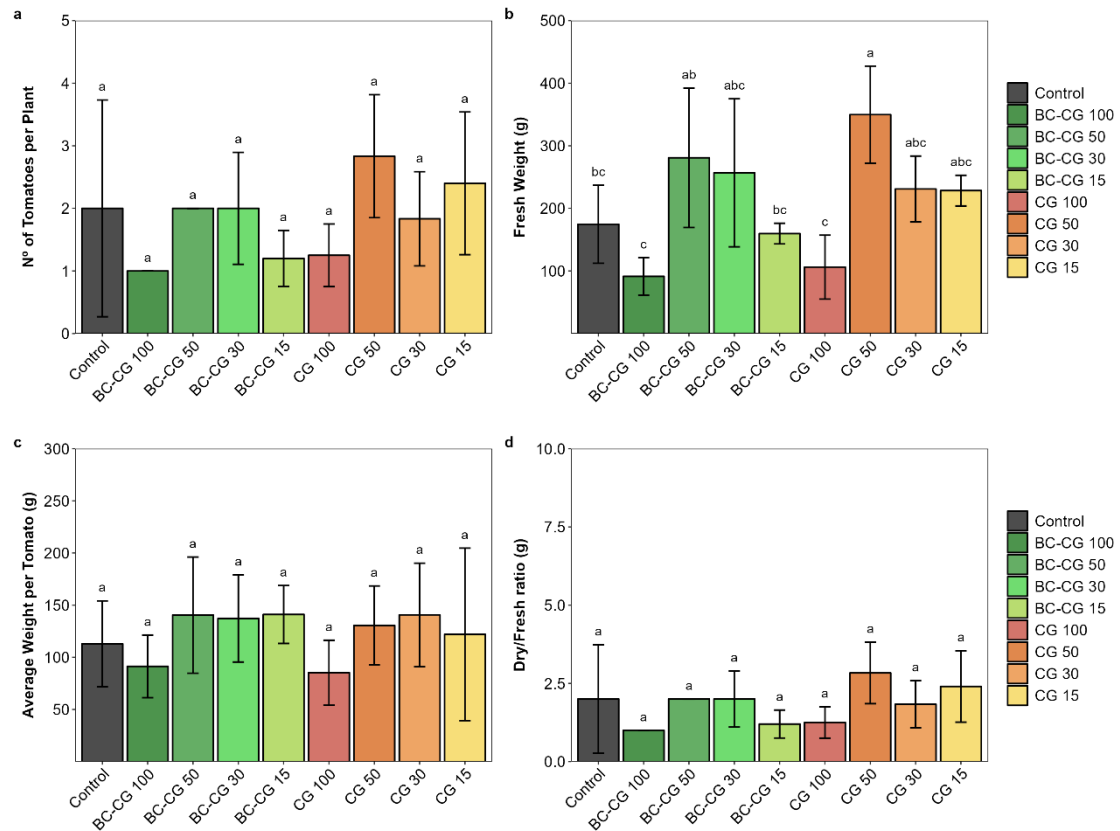 a
Nº of Tomatoes per Plant
5
4
3
2
1
0
a
a
a
a
a
a
a
a
a
Control
BC-CG 100
BC-CG 50
BC-CG 30
BC-CG 15
CG 100
CG 50
CG 30
CG 15
b
Fresh Weight (g)
500
400
300
200
100
bc
c
ab
abc
bc
c
a
abc
abc
Control
BC-CG 100
BC-CG 50
BC-CG 30
BC-CG 15
CG 100
CG 50
CG 30
CG 15
Control
BC-CG 100
BC-CG 50
BC-CG 30
BC-CG 15
CG 100
CG 50
CG 30
CG 15
c
Average Weight per Tomato (g)
300
250
200
150
100
50
a
a
a
a
a
a
a
a
a
Control
BC-CG 100
BC-CG 50
BC-CG 30
BC-CG 15
CG 100
CG 50
CG 30
CG 15
d
Dry/Fresh ratio (g)
10.0
7.5
5.0
2.5
0.0
a
a
a
a
a
a
a
a
a
Control
BC-CG 100
BC-CG 50
BC-CG 30
BC-CG 15
CG 100
CG 50
CG 30
CG 15
Control
BC-CG 100
BC-CG 50
BC-CG 30
BC-CG 15
CG 100
CG 50
CG 30
CG 15